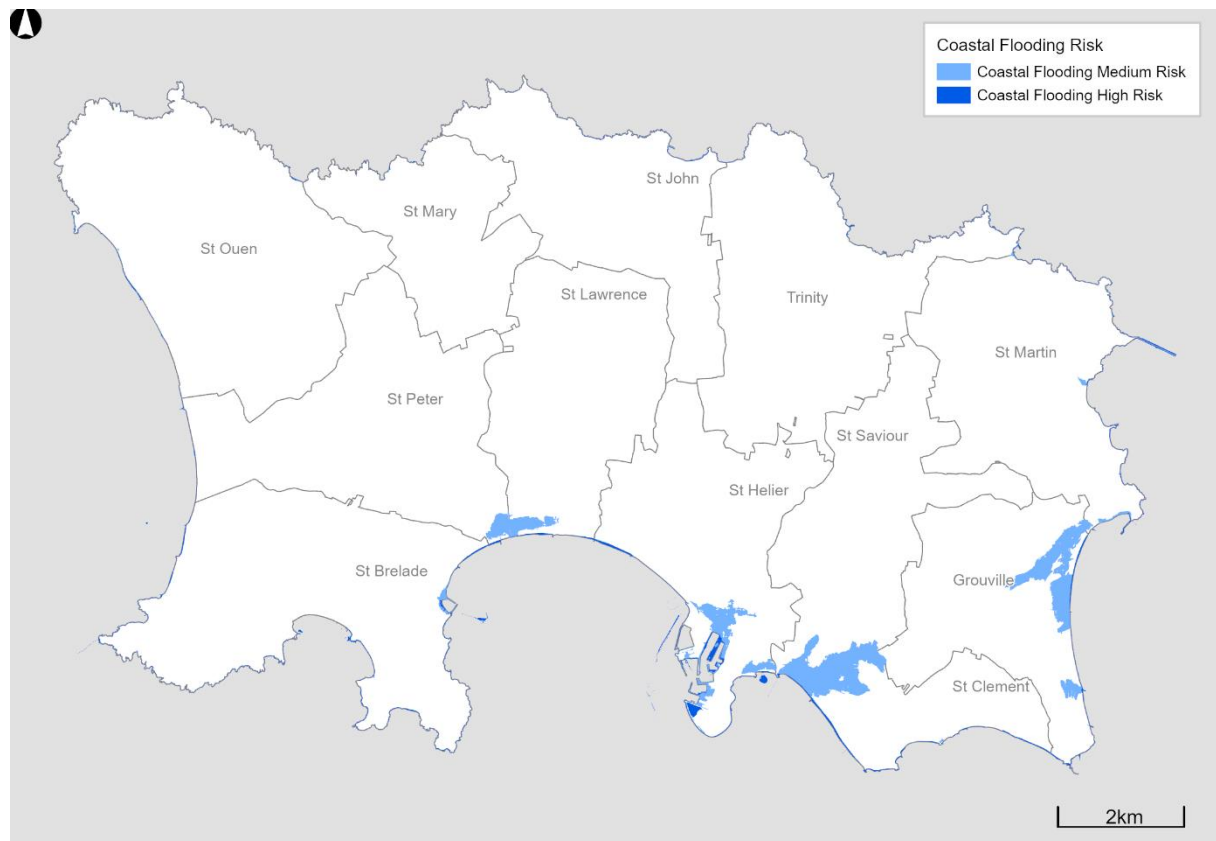 Coastal Flooding Risk
Coastal Flooding Medium Risk
Coastal Flooding High Risk
St John
St Mary
St Ouen
St Lawrence
Trinity
St Martin
St Peter
St Saviour
St Helier
St Brelade
Grouville
St Clement
2km